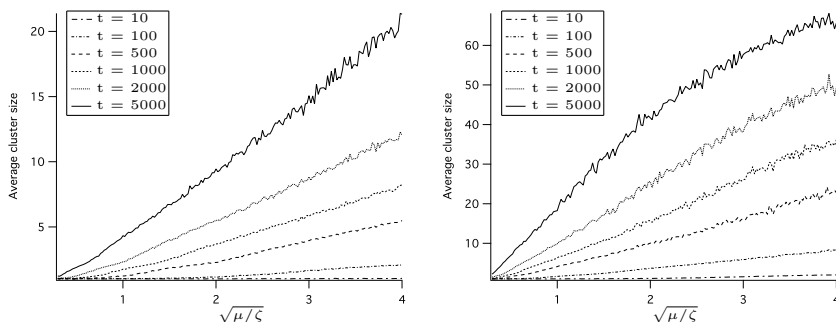 Average cluster size
20
15
10
5
t = 10
t = 100
t = 500
t = 1000
t = 2000
t = 5000
1
2
3
4
√μ/ζ
Average cluster size
60
50
40
30
20
10
t = 10
t = 100
t = 500
t = 1000
t = 2000
t = 5000
1
2
3
4
√μ/ζ